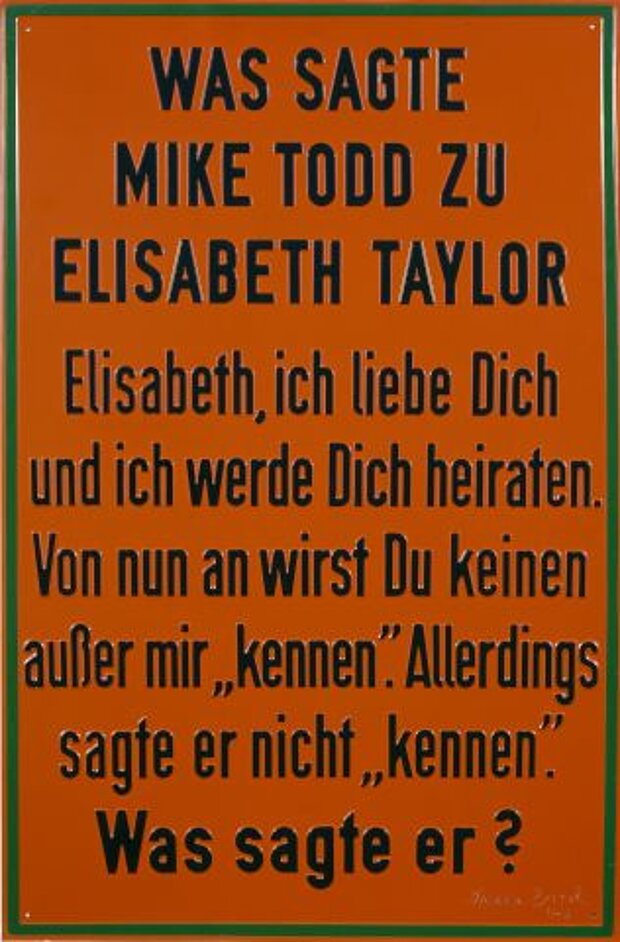 WAS SAGTE
MIKE TODD ZU
ELISABETH TAYLOR
Elisabeth, ich liebe Dich
und ich werde Dich heiraten.
Von nun an wirst Du keinen
außer mir „kennen”. Allerdings
sagte er nicht „kennen”.
Was sagte er?